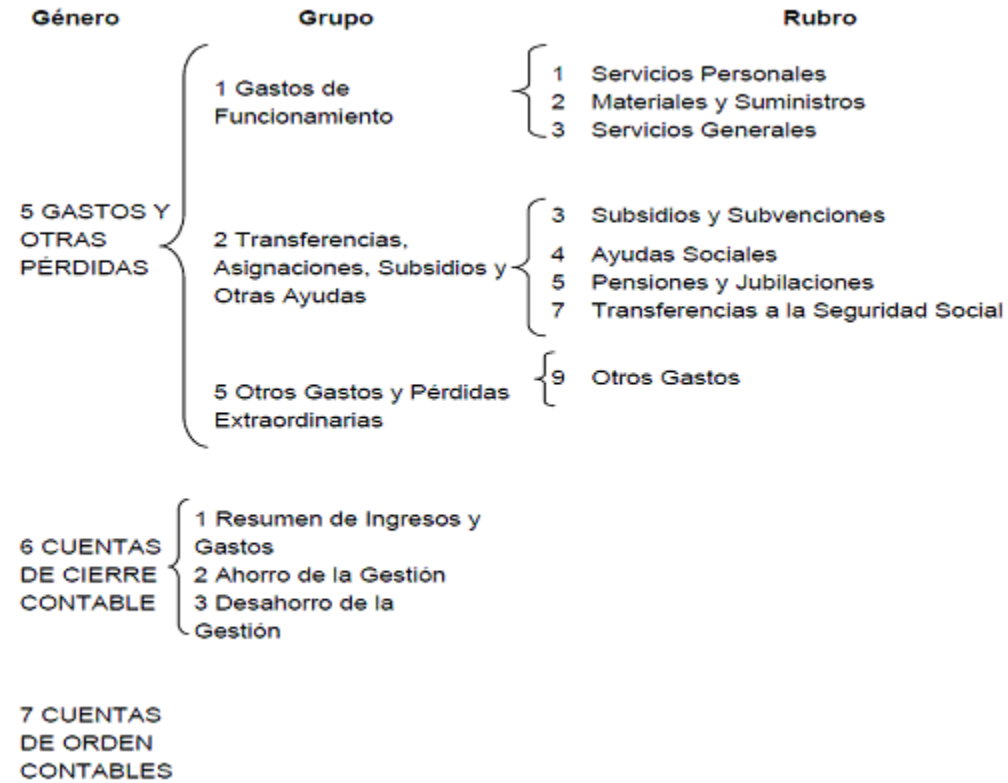 Género Grupo Rubro
1 Gastos de
Funcionamiento
1 Servicios Personales
2 Materiales y Suministros
3 Servicios Generales
5 GASTOS Y
OTRAS
PÉRDIDAS
2 Transferencias,
Asignaciones, Subsidios y
Otras Ayudas
3 Subsidios y Subvenciones
4 Ayudas Sociales
5 Pensiones y Jubilaciones
7 Transferencias a la Seguridad Social
5 Otros Gastos y Pérdidas
Extraordinarias
9 Otros Gastos
6 CUENTAS
DE CIERRE
CONTABLE
1 Resumen de Ingresos y
Gastos
2 Ahorro de la Gestión
3 Desahorro de la
Gestión
7 CUENTAS
DE ORDEN
CONTABLES